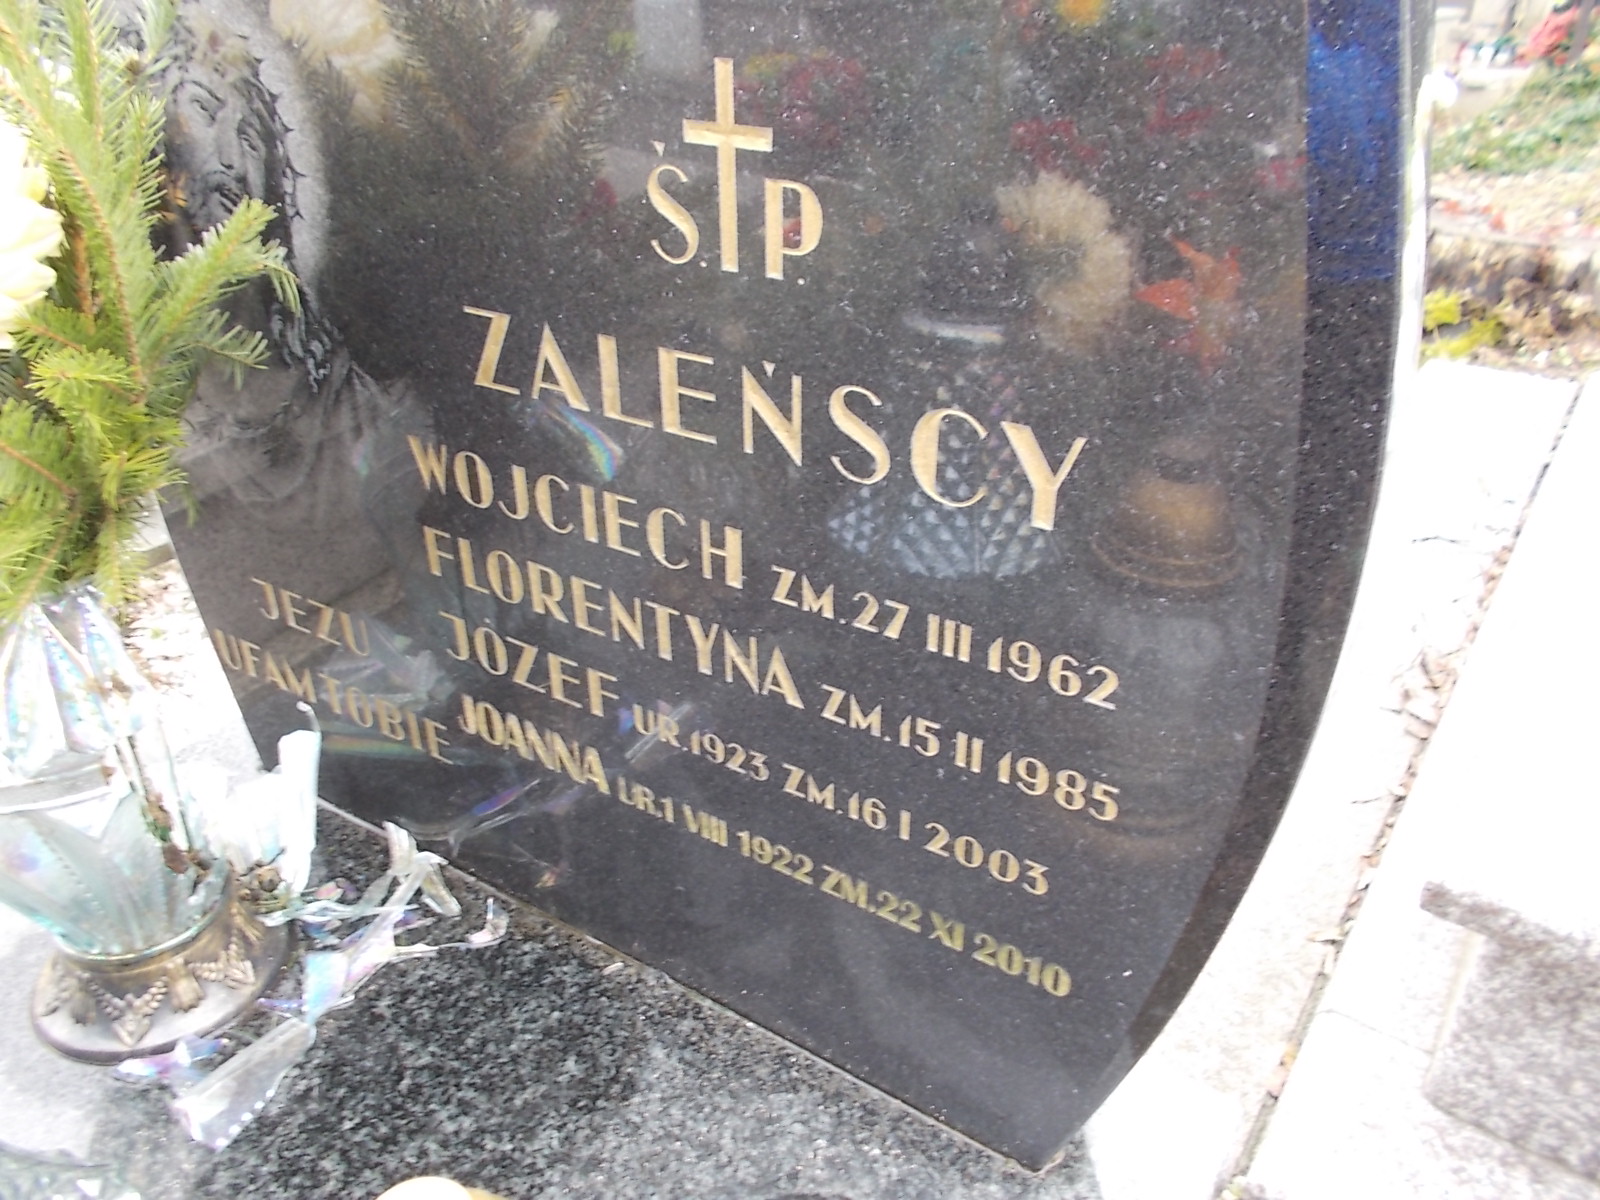 Ś.P.
ZALEŃSCY
WOJCIECH ZM.27 III 1962
FLORENTYNA ZM.15 II 1985
JÓZEF UR.1923 ZM.16 I 2003
JOANNA UR.1 VIII 1922 ZM.22 XI 2010
JEZU
UFAM TOBIE